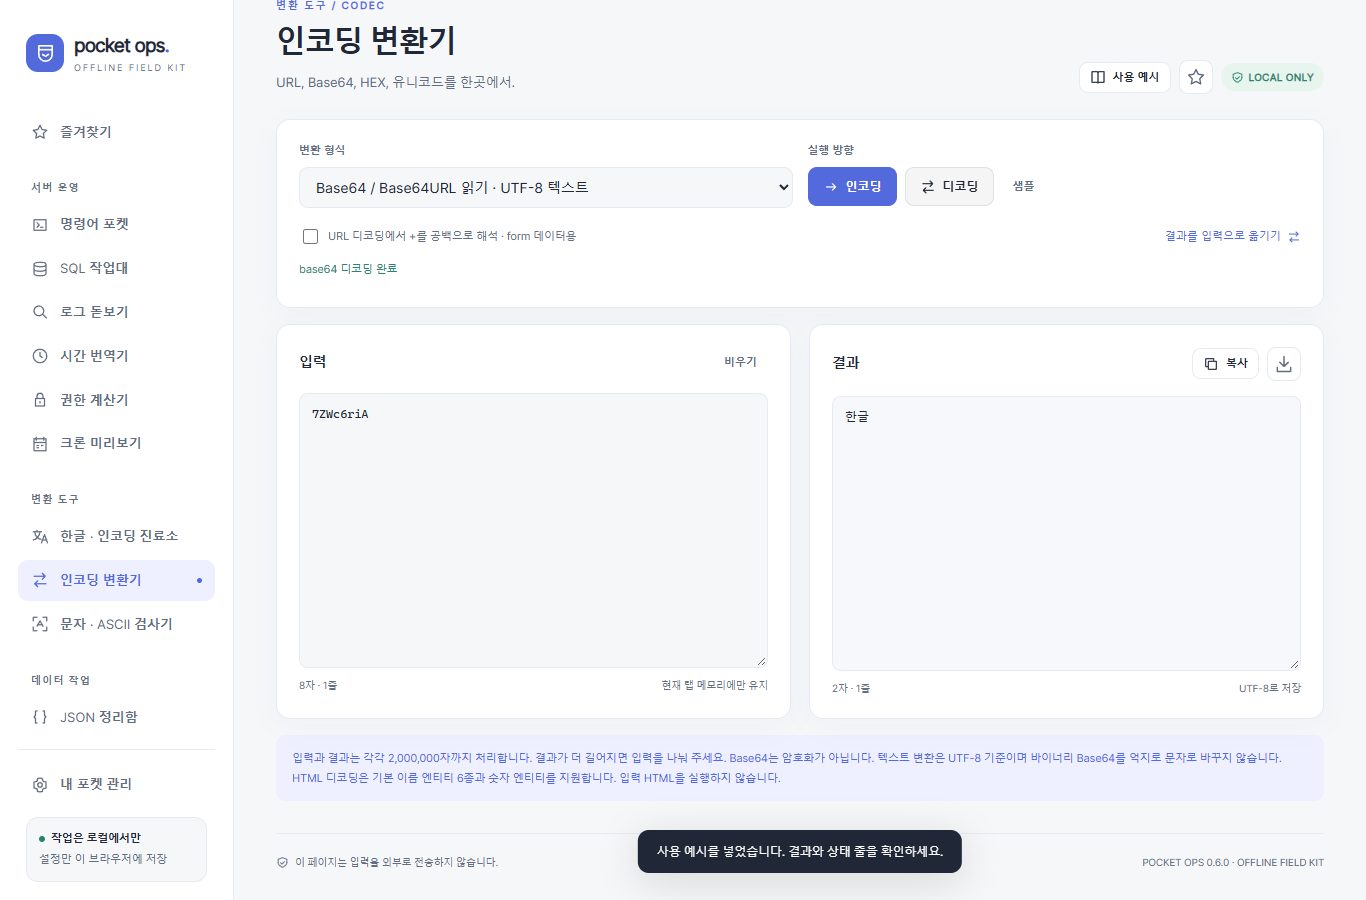 pocket ops.
OFFLINE FIELD KIT
즐겨찾기
서버 운영
명령어 포켓
SQL 작업대
로그 돋보기
시간 번역기
권한 계산기
크론 미리보기
변환 도구
한글 · 인코딩 진료소
인코딩 변환기
문자 · ASCII 검사기
데이터 작업
JSON 정리함
내 포켓 관리
작업은 로컬에서만
설정만 이 브라우저에 저장
변환 도구 / CODEC
인코딩 변환기
URL, Base64, HEX, 유니코드를 한곳에서.
사용 예시
LOCAL ONLY
변환 형식
실행 방향
Base64 / Base64URL 읽기 · UTF-8 텍스트
인코딩
디코딩
샘플
URL 디코딩에서 +를 공백으로 해석 · form 데이터용
결과를 입력으로 옮기기
base64 디코딩 완료
입력
비우기
7ZWc6riA
8자 · 1줄
현재 탭 메모리에만 유지
결과
복사
한글
2자 · 1줄
UTF-8로 저장
입력과 결과는 각각 2,000,000자까지 처리합니다. 결과가 더 길어지면 입력을 나눠 주세요. Base64는 암호화가 아닙니다. 텍스트 변환은 UTF-8 기준이며 바이너리 Base64를 억지로 문자로 바꾸지 않습니다.
HTML 디코딩은 기본 이름 엔티티 6종과 숫자 엔티티를 지원합니다. 입력 HTML을 실행하지 않습니다.
사용 예시를 넣었습니다. 결과와 상태 줄을 확인하세요.
이 페이지는 입력을 외부로 전송하지 않습니다.
POCKET OPS 0.6.0 · OFFLINE FIELD KIT